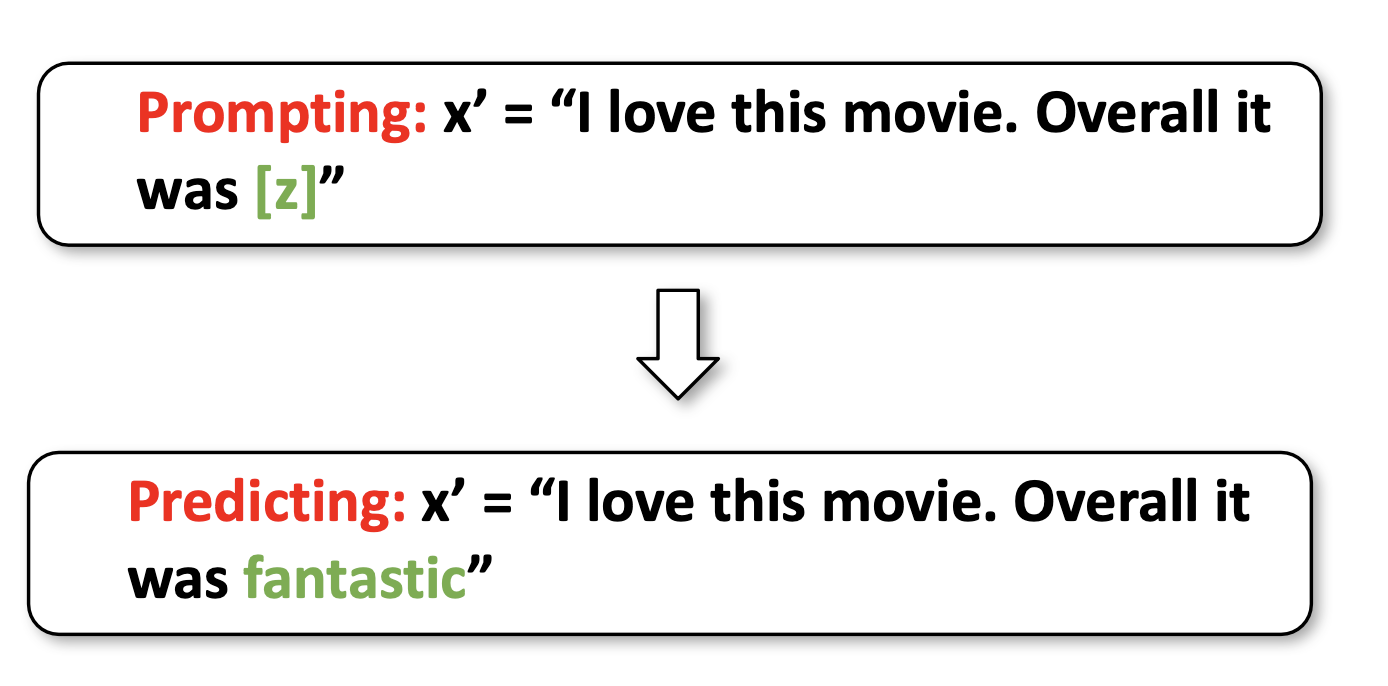 Prompting: x’ = “I love this movie. Overall it
was [z]”
Predicting: x’ = “I love this movie. Overall it
was fantastic”